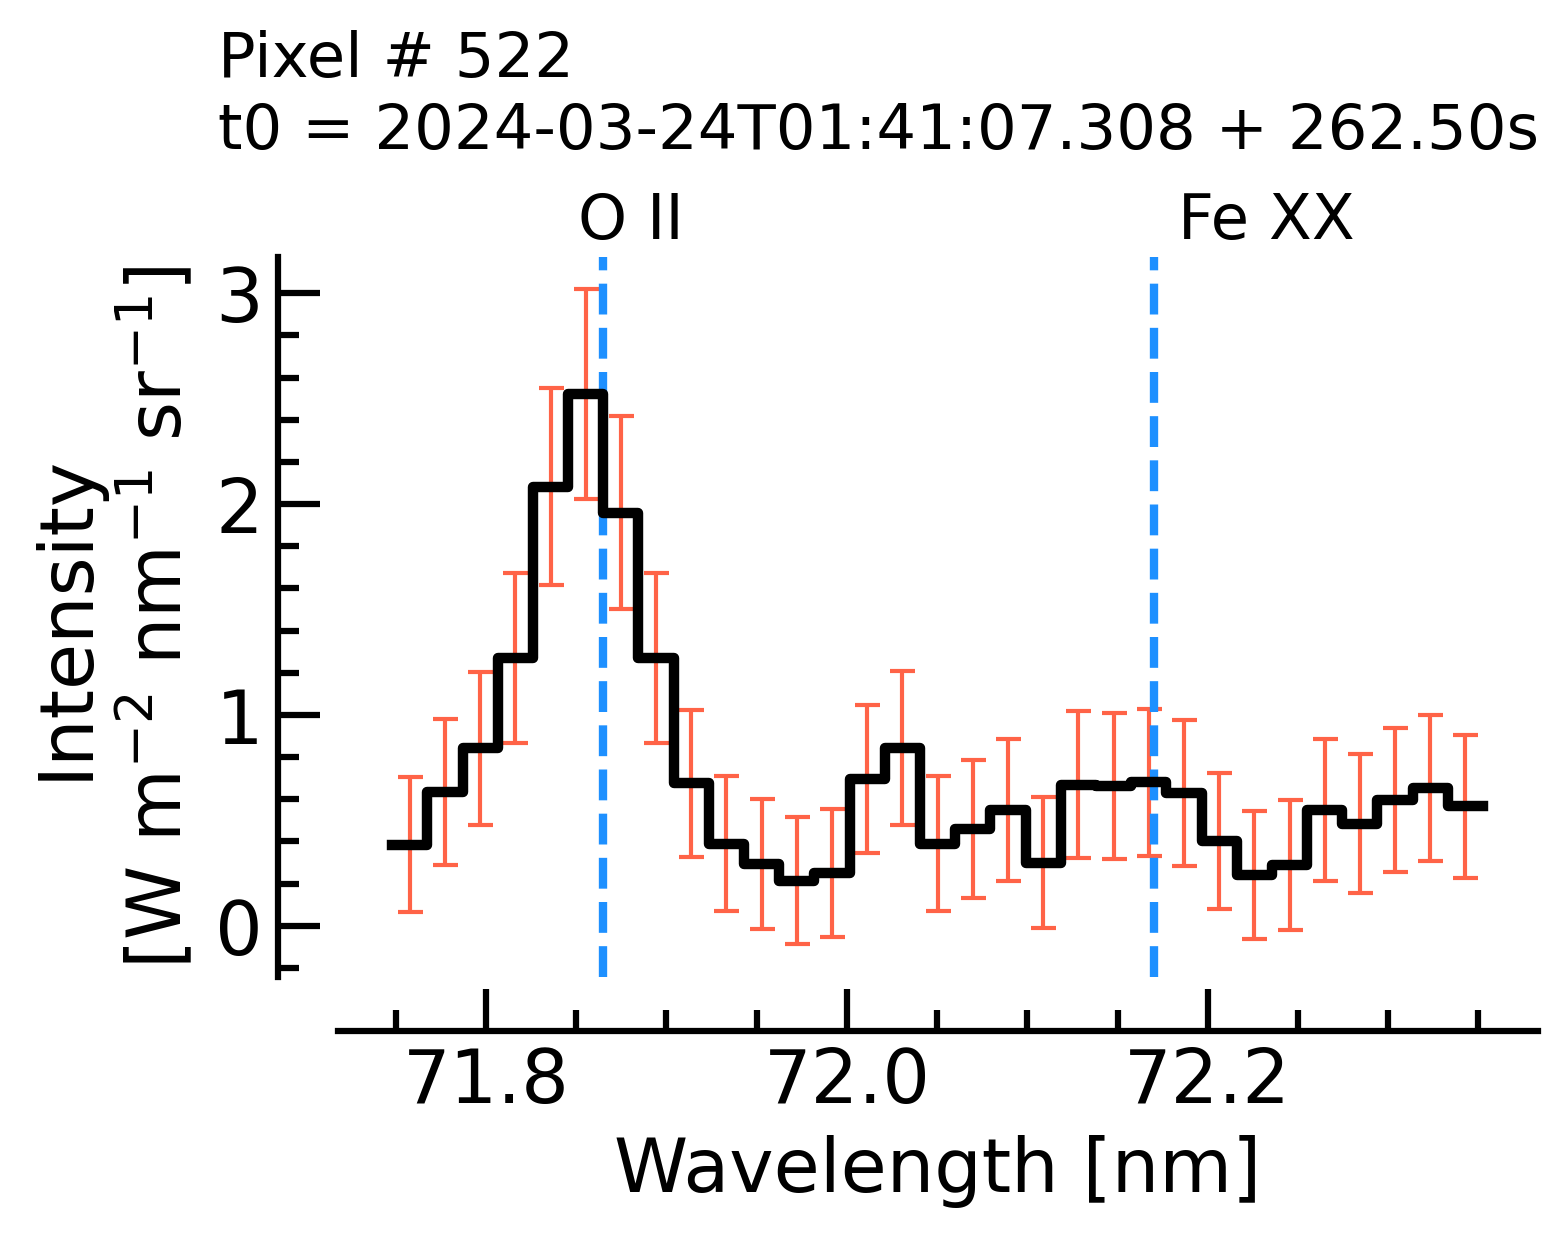 Pixel # 522
t0 = 2024-03-24T01:41:07.308 + 262.50s
O II Fe XX
Intensity
[W m⁻² nm⁻¹ sr⁻¹]
3
2
1
0
71.8 72.0 72.2
Wavelength [nm]